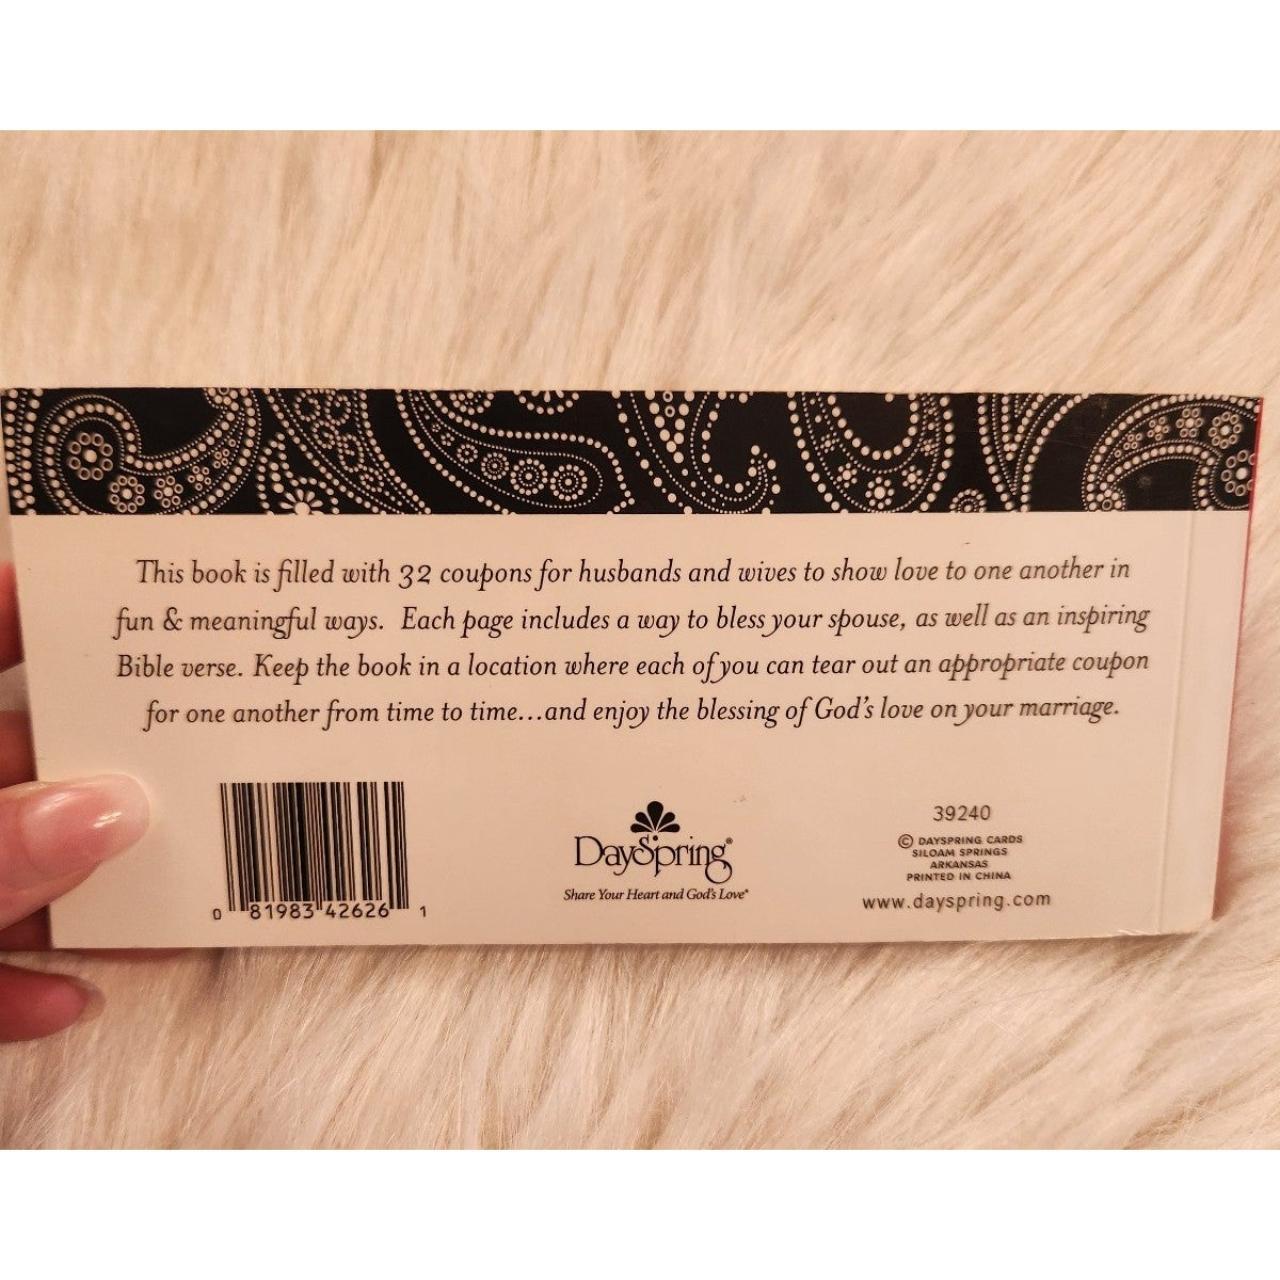 This book is filled with 32 coupons for husbands and wives to show love to one another in
fun & meaningful ways. Each page includes a way to bless your spouse, as well as an inspiring
Bible verse. Keep the book in a location where each of you can tear out an appropriate coupon
for one another from time to time...and enjoy the blessing of God's love on your marriage.
0 81983 42626 1
DaySpring®
Share Your Heart and God's Love®
39240
© DAYSPRING CARDS
SILOAM SPRINGS
ARKANSAS
PRINTED IN CHINA
www.dayspring.com